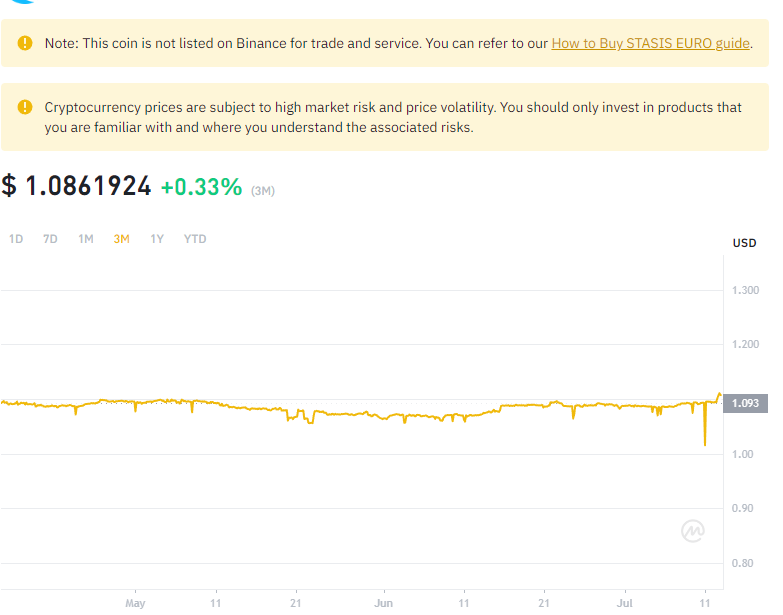 Note: This coin is not listed on Binance for trade and service. You can refer to our How to Buy STASIS EURO guide.
Cryptocurrency prices are subject to high market risk and price volatility. You should only invest in products that
you are familiar with and where you understand the associated risks.
$ 1.0861924 +0.33% (3M)
1D 7D 1M 3M 1Y YTD
USD
1.300
1.200
1.093
1.00
0.90
0.80
May 11 21 Jun 11 21 Jul 11